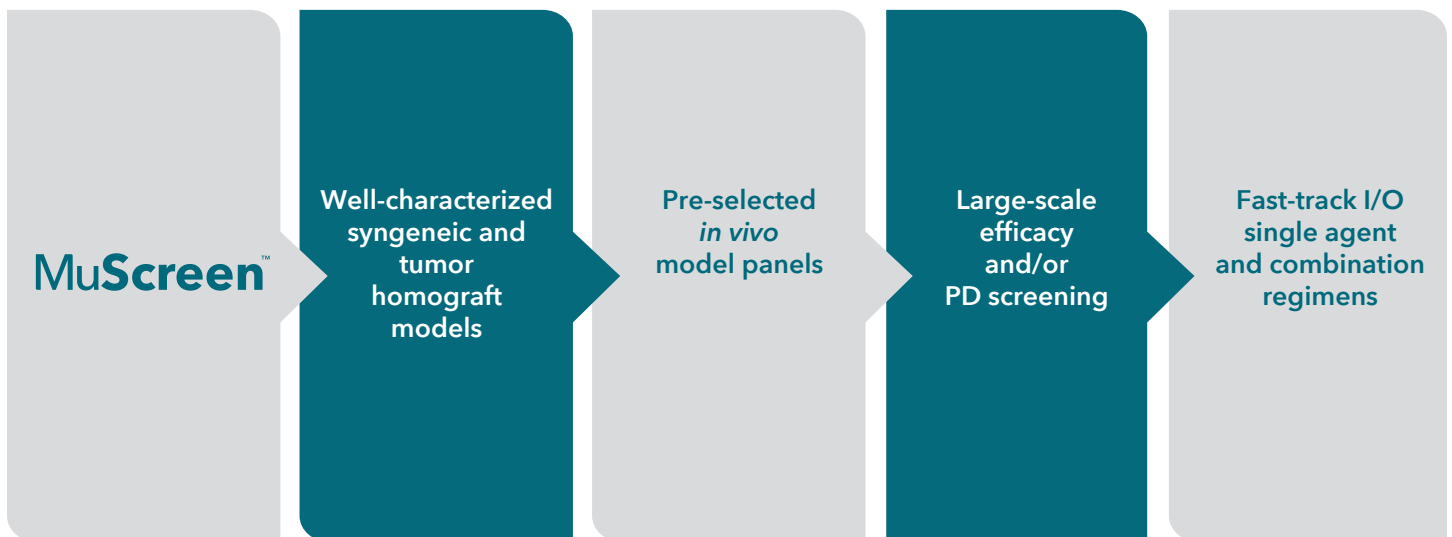 MuScreen™
Well-characterized
syngeneic and
tumor
homograft
models
Pre-selected
in vivo
model panels
Large-scale
efficacy
and/or
PD screening
Fast-track I/O
single agent
and combination
regimens